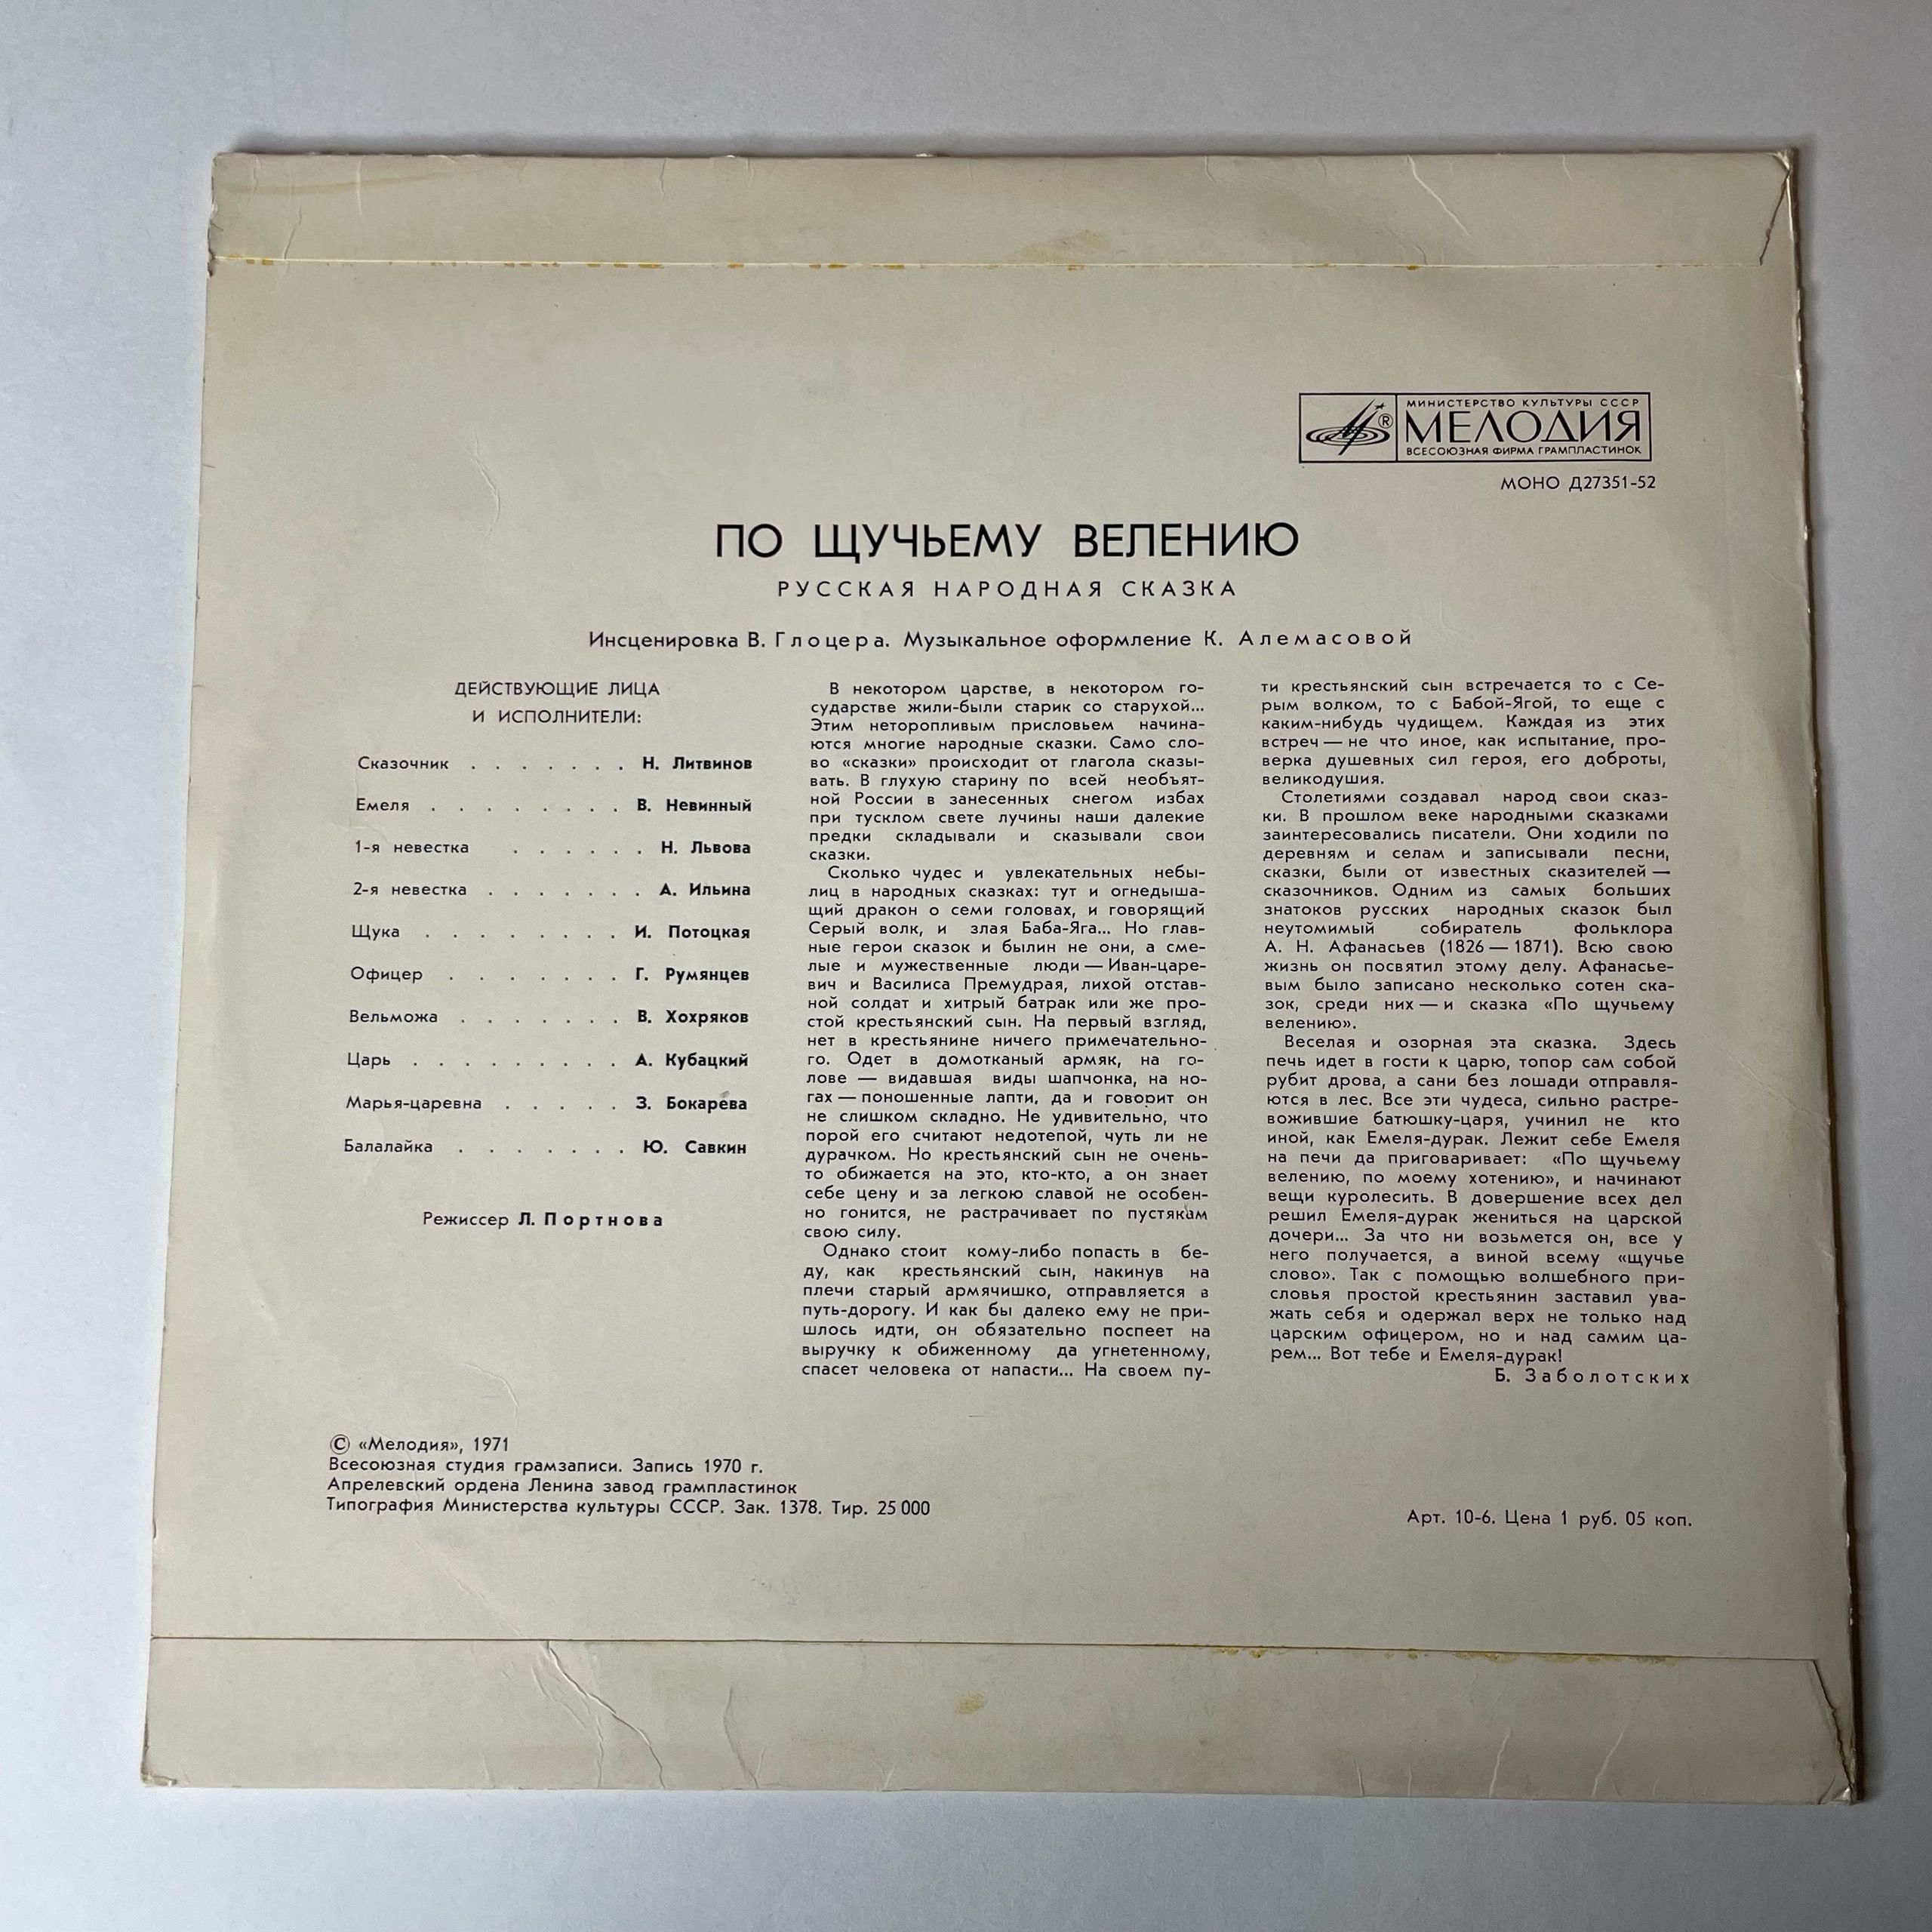 МИНИСТЕРСТВО КУЛЬТУРЫ СССР
МЕЛОДИЯ
ВСЕСОЮЗНАЯ ФИРМА ГРАМПЛАСТИНОК
МОНО Д27351-52
ПО ЩУЧЬЕМУ ВЕЛЕНИЮ
РУССКАЯ НАРОДНАЯ СКАЗКА
Инсценировка В. Глоцера. Музыкальное оформление К. Алемасовой
ДЕЙСТВУЮЩИЕ ЛИЦА
И ИСПОЛНИТЕЛИ:
Сказочник . . . . . . . Н. Литвинов
Емеля . . . . . . . . В. Невинный
1-я невестка . . . . . . Н. Львова
2-я невестка . . . . . . . А. Ильина
Щука . . . . . . . . И. Потоцкая
Офицер . . . . . . . Г. Румянцев
Вельможа . . . . . . . В. Хохряков
Царь . . . . . . . . . А. Кубацкий
Марья-царевна . . . . . З. Бокарева
Балалайка . . . . . . . Ю. Савкин
Режиссер Л. Портнова
В некотором царстве, в некотором го-
сударстве жили-были старик со старухой...
Этим неторопливым присловьем начина-
ются многие народные сказки. Само сло-
во «сказки» происходит от глагола сказы-
вать. В глухую старину по всей необъят-
ной России в занесенных снегом избах
при тусклом свете лучины наши далекие
предки складывали и сказывали свои
сказки.
Сколько чудес и увлекательных небы-
лиц в народных сказках: тут и огнедыша-
щий дракон о семи головах, и говорящий
Серый волк, и злая Баба-Яга... Но глав-
ные герои сказок и былин не они, а сме-
лые и мужественные люди — Иван-царе-
вич и Василиса Премудрая, лихой отстав-
ной солдат и хитрый батрак или же про-
стой крестьянский сын. На первый взгляд,
нет в крестьянине ничего примечательно-
го. Одет в домотканый армяк, на го-
лове — видавшая виды шапчонка, на но-
гах — поношенные лапти, да и говорит он
не слишком складно. Не удивительно, что
порой его считают недотепой, чуть ли не
дурачком. Но крестьянский сын не очень-
то обижается на это, кто-кто, а он знает
себе цену и за легкою славой не особен-
но гонится, не растрачивает по пустякам
свою силу.
Однако стоит кому-либо попасть в бе-
ду, как крестьянский сын, накинув на
плечи старый армячишко, отправляется в
путь-дорогу. И как бы далеко ему не при-
шлось идти, он обязательно поспеет на
выручку к обиженному да угнетенному,
спасет человека от напасти... На своем пу-
ти крестьянский сын встречается то с Се-
рым волком, то с Бабой-Ягой, то еще с
каким-нибудь чудищем. Каждая из этих
встреч — не что иное, как испытание, про-
верка душевных сил героя, его доброты,
великодушия.
Столетиями создавал народ свои сказ-
ки. В прошлом веке народными сказками
заинтересовались писатели. Они ходили по
деревням и селам и записывали песни,
сказки, были от известных сказителей —
сказочников. Одним из самых больших
знатоков русских народных сказок был
неутомимый собиратель фольклора
А. Н. Афанасьев (1826 — 1871). Всю свою
жизнь он посвятил этому делу. Афанасье-
вым было записано несколько сотен ска-
зок, среди них — и сказка «По щучьему
велению».
Веселая и озорная эта сказка. Здесь
печь идет в гости к царю, топор сам собой
рубит дрова, а сани без лошади отправля-
ются в лес. Все эти чудеса, сильно растре-
вожившие батюшку-царя, учинил не кто
иной, как Емеля-дурак. Лежит себе Емеля
на печи да приговаривает: «По щучьему
велению, по моему хотению», и начинают
вещи куролесить. В довершение всех дел
решил Емеля-дурак жениться на царской
дочери... За что ни возьмется он, все у
него получается, а виной всему «щучье
слово». Так с помощью волшебного при-
словья простой крестьянин заставил ува-
жать себя и одержал верх не только над
царским офицером, но и над самим ца-
рем... Вот тебе и Емеля-дурак!
Б. Заболотских
© «Мелодия», 1971
Всесоюзная студия грамзаписи. Запись 1970 г.
Апрелевский ордена Ленина завод грампластинок
Типография Министерства культуры СССР. Зак. 1378. Тир. 25 000
Арт. 10-6. Цена 1 руб. 05 коп.